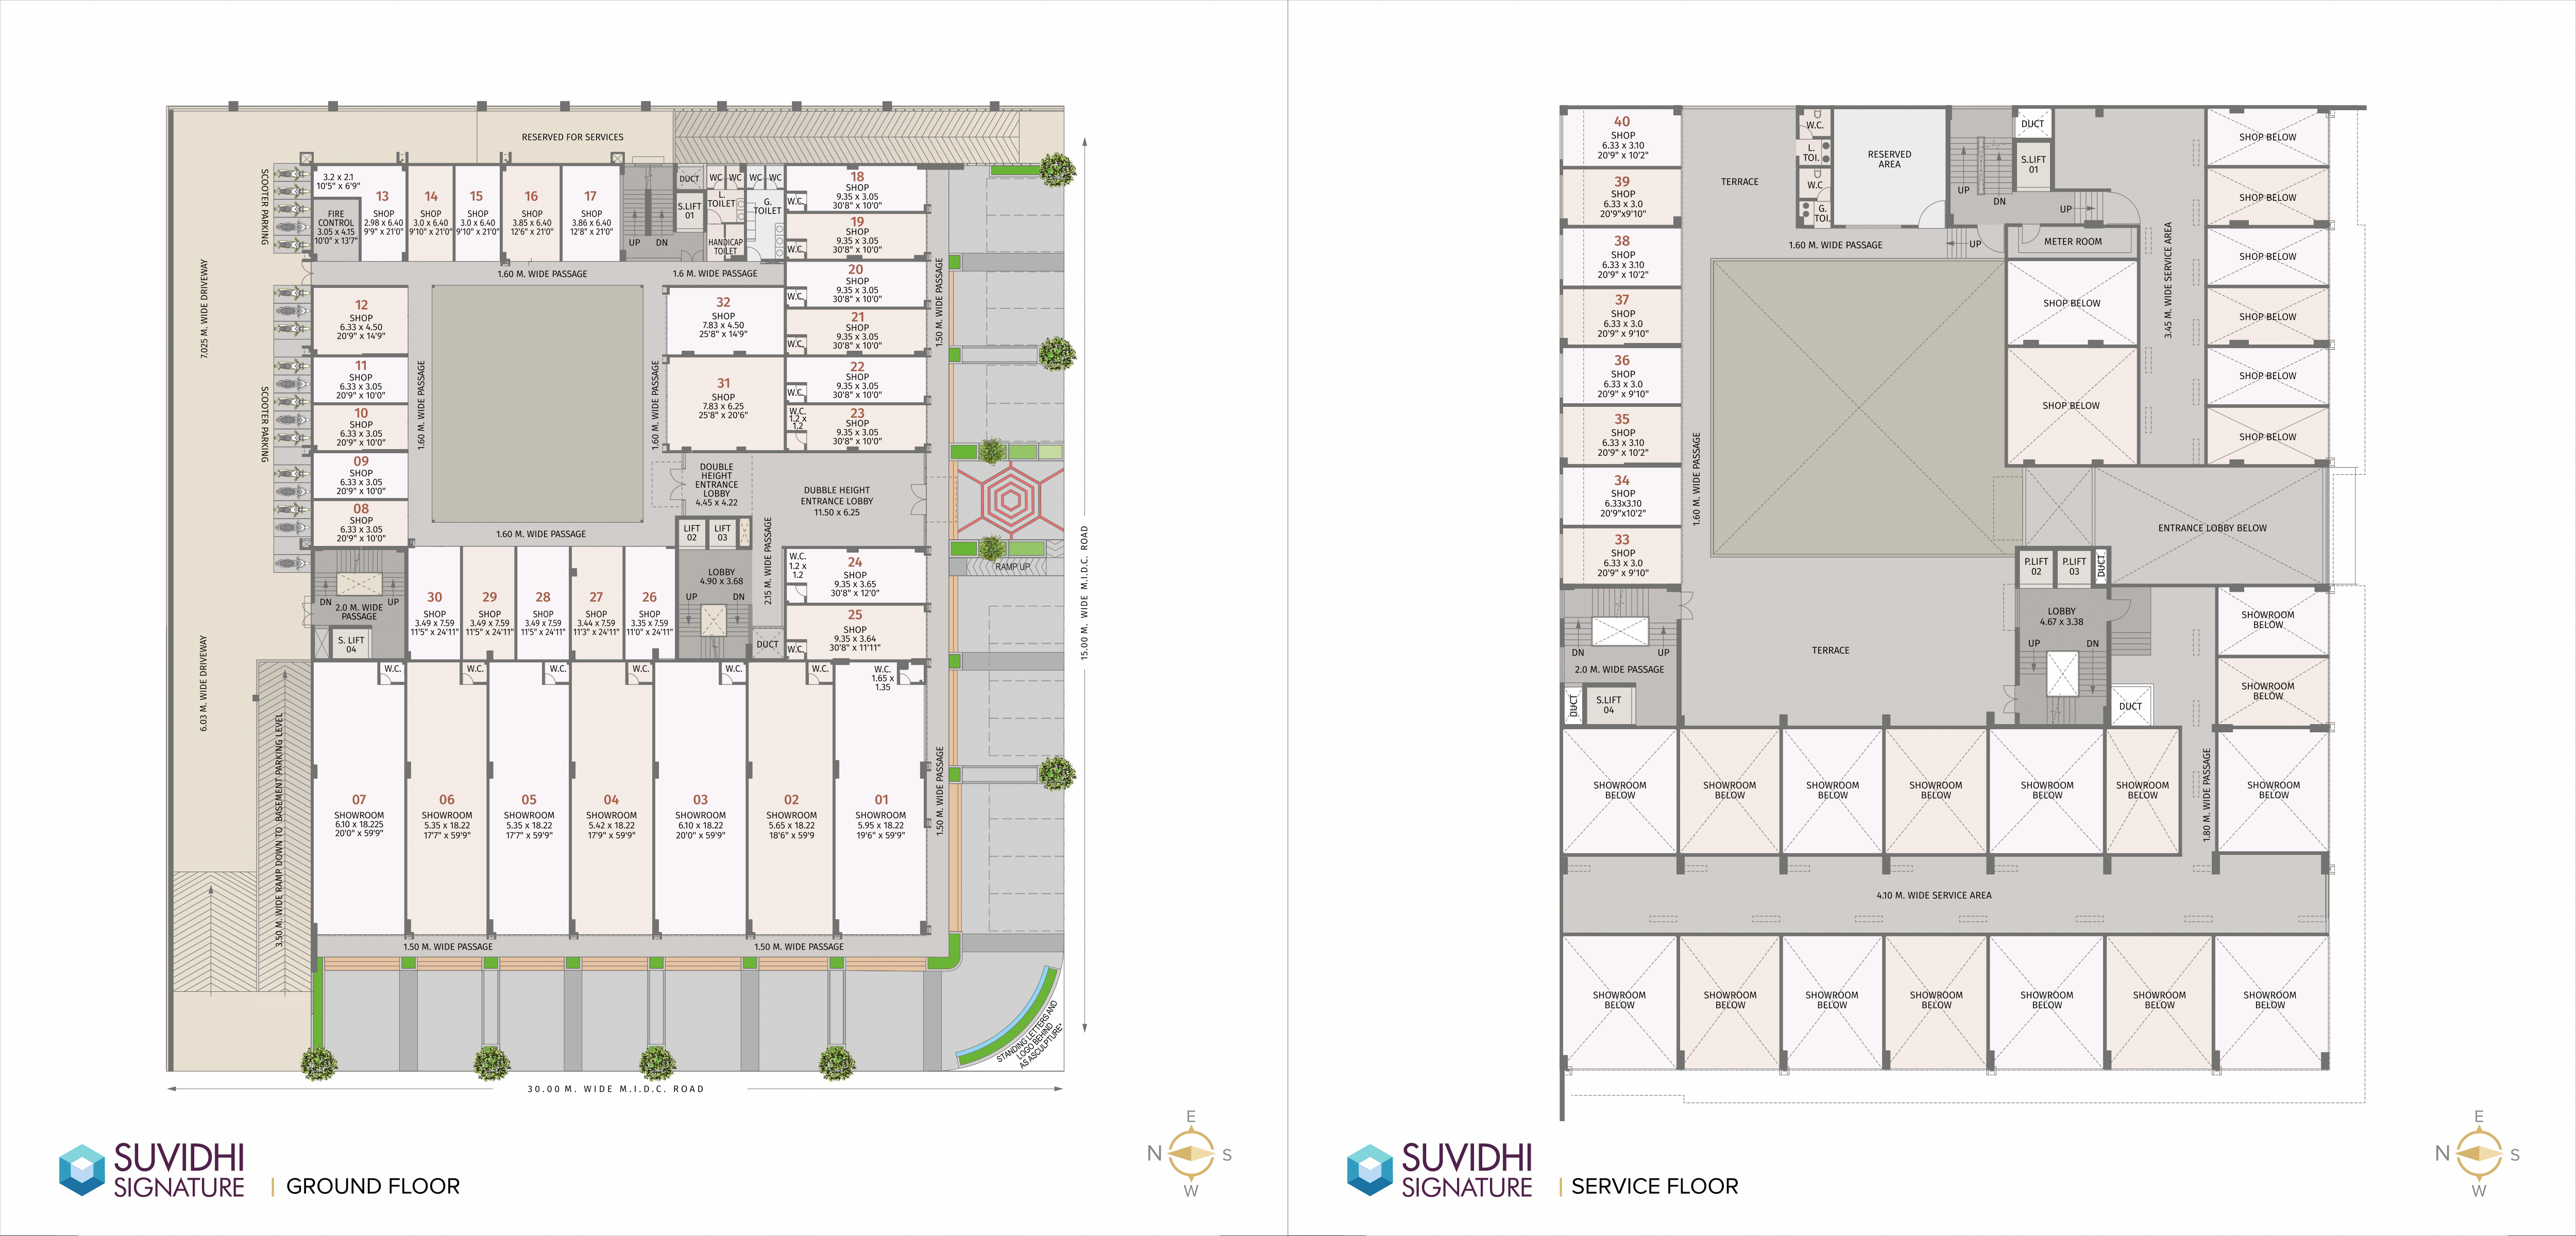 RESERVED FOR SERVICES
SCOOTER PARKING
7.025 M. WIDE DRIVEWAY
SCOOTER PARKING
6.03 M. WIDE DRIVEWAY
3.50 M. WIDE RAMP DOWN TO BASEMENT PARKING LEVEL
3.2 x 2.1
10'5" x 6'9"
FIRE
CONTROL
3.05 x 4.15
10'0" x 13'7"
13
SHOP
2.98 x 6.40
9'9" x 21'0"
14
SHOP
3.0 x 6.40
9'10" x 21'0"
15
SHOP
3.0 x 6.40
9'10" x 21'0"
16
SHOP
3.85 x 6.40
12'6" x 21'0"
17
SHOP
3.86 x 6.40
12'8" x 21'0"
UP
DN
DUCT
S.LIFT
01
WC
WC
WC
WC
L.
TOILET
G.
TOILET
HANDICAP
TOILET
18
SHOP
9.35 x 3.05
30'8" x 10'0"
W.C.
19
SHOP
9.35 x 3.05
30'8" x 10'0"
W.C.
20
SHOP
9.35 x 3.05
30'8" x 10'0"
W.C.
21
SHOP
9.35 x 3.05
30'8" x 10'0"
W.C.
22
SHOP
9.35 x 3.05
30'8" x 10'0"
W.C.
23
SHOP
9.35 x 3.05
30'8" x 10'0"
W.C.
1.2 x
1.2
1.60 M. WIDE PASSAGE
1.6 M. WIDE PASSAGE
1.50 M. WIDE PASSAGE
12
SHOP
6.33 x 4.50
20'9" x 14'9"
11
SHOP
6.33 x 3.05
20'9" x 10'0"
10
SHOP
6.33 x 3.05
20'9" x 10'0"
09
SHOP
6.33 x 3.05
20'9" x 10'0"
08
SHOP
6.33 x 3.05
20'9" x 10'0"
1.60 M. WIDE PASSAGE
1.60 M. WIDE PASSAGE
1.60 M. WIDE PASSAGE
32
SHOP
7.83 x 4.50
25'8" x 14'9"
31
SHOP
7.83 x 6.25
25'8" x 20'6"
DOUBLE
HEIGHT
ENTRANCE
LOBBY
4.45 x 4.22
DUBBLE HEIGHT
ENTRANCE LOBBY
11.50 x 6.25
LIFT
02
LIFT
03
2.15 M. WIDE PASSAGE
RAMP UP
15.00 M. WIDE M.I.D.C. ROAD
DN
UP
2.0 M. WIDE
PASSAGE
S. LIFT
04
30
SHOP
3.49 x 7.59
11'5" x 24'11"
29
SHOP
3.49 x 7.59
11'5" x 24'11"
28
SHOP
3.49 x 7.59
11'5" x 24'11"
27
SHOP
3.44 x 7.59
11'3" x 24'11"
26
SHOP
3.35 x 7.59
11'0" x 24'11"
LOBBY
4.90 x 3.68
UP
DN
DUCT
W.C.
1.2 x
1.2
24
SHOP
9.35 x 3.65
30'8" x 12'0"
25
SHOP
9.35 x 3.64
30'8" x 11'11"
W.C.
W.C.
W.C.
W.C.
W.C.
W.C.
W.C.
W.C.
1.65 x
1.35
07
SHOWROOM
6.10 x 18.225
20'0" x 59'9"
06
SHOWROOM
5.35 x 18.22
17'7" x 59'9"
05
SHOWROOM
5.35 x 18.22
17'7" x 59'9"
04
SHOWROOM
5.42 x 18.22
17'9" x 59'9"
03
SHOWROOM
6.10 x 18.22
20'0" x 59'9"
02
SHOWROOM
5.65 x 18.22
18'6" x 59'9
01
SHOWROOM
5.95 x 18.22
19'6" x 59'9"
1.50 M. WIDE PASSAGE
1.50 M. WIDE PASSAGE
1.50 M. WIDE PASSAGE
STANDING LETTERS AND
LOGO BEHIND
AS ASCULPTURE*
30.00 M. WIDE M.I.D.C. ROAD
SUVIDHI
SIGNATURE
| GROUND FLOOR
E
N
S
W
40
SHOP
6.33 x 3.10
20'9" x 10'2"
39
SHOP
6.33 x 3.0
20'9"x9'10"
38
SHOP
6.33 x 3.10
20'9" x 10'2"
37
SHOP
6.33 x 3.0
20'9" x 9'10"
36
SHOP
6.33 x 3.0
20'9" x 9'10"
35
SHOP
6.33 x 3.10
20'9" x 10'2"
34
SHOP
6.33x3.10
20'9"x10'2"
33
SHOP
6.33 x 3.0
20'9" x 9'10"
TERRACE
W.C.
L.
TOI.
W.C
G.
TOI.
RESERVED
AREA
UP
DN
DUCT
S.LIFT
01
UP
METER ROOM
1.60 M. WIDE PASSAGE
UP
1.60 M. WIDE PASSAGE
3.45 M. WIDE SERVICE AREA
SHOP BELOW
SHOP BELOW
SHOP BELOW
SHOP BELOW
SHOP BELOW
SHOP BELOW
SHOP BELOW
SHOP BELOW
ENTRANCE LOBBY BELOW
P.LIFT
02
P.LIFT
03
DUCT
LOBBY
4.67 x 3.38
UP
DN
DUCT
TERRACE
DN
UP
2.0 M. WIDE PASSAGE
DUCT
S.LIFT
04
SHOWROOM
BELOW
SHOWROOM
BELOW
SHOWROOM
BELOW
SHOWROOM
BELOW
SHOWROOM
BELOW
SHOWROOM
BELOW
SHOWROOM
BELOW
SHOWROOM
BELOW
SHOWROOM
BELOW
1.80 M. WIDE PASSAGE
4.10 M. WIDE SERVICE AREA
SHOWROOM
BELOW
SHOWROOM
BELOW
SHOWROOM
BELOW
SHOWROOM
BELOW
SHOWROOM
BELOW
SHOWROOM
BELOW
SHOWROOM
BELOW
SUVIDHI
SIGNATURE
| SERVICE FLOOR
E
N
S
W